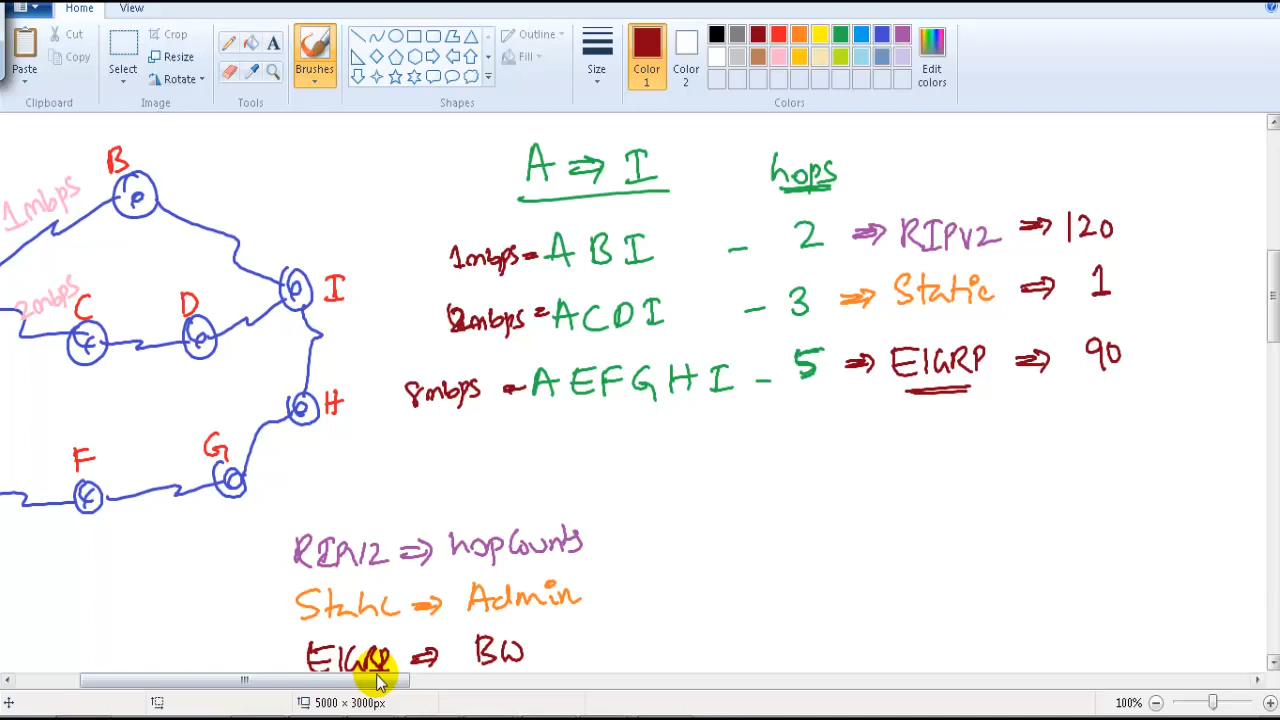 Home View
Cut
Copy
Paste
Clipboard
Select
Crop
Resize
Rotate
Image
A
Tools
Brushes
Shapes
Outline
Fill
Size
Color 1
Color 2
Edit colors
Colors
B
1mbps
2mbps
C
D
I
H
F
G
A ⇒ I hops
1mbps = A B I - 2 ⇒ RIPV2 ⇒ 120
2mbps = A C D I - 3 ⇒ Static ⇒ 1
8mbps - A E F G H I - 5 ⇒ EIGRP ⇒ 90
RIPV2 ⇒ hopCounts
Static ⇒ Admin
EIGRP ⇒ BW
5000 × 3000px
100%